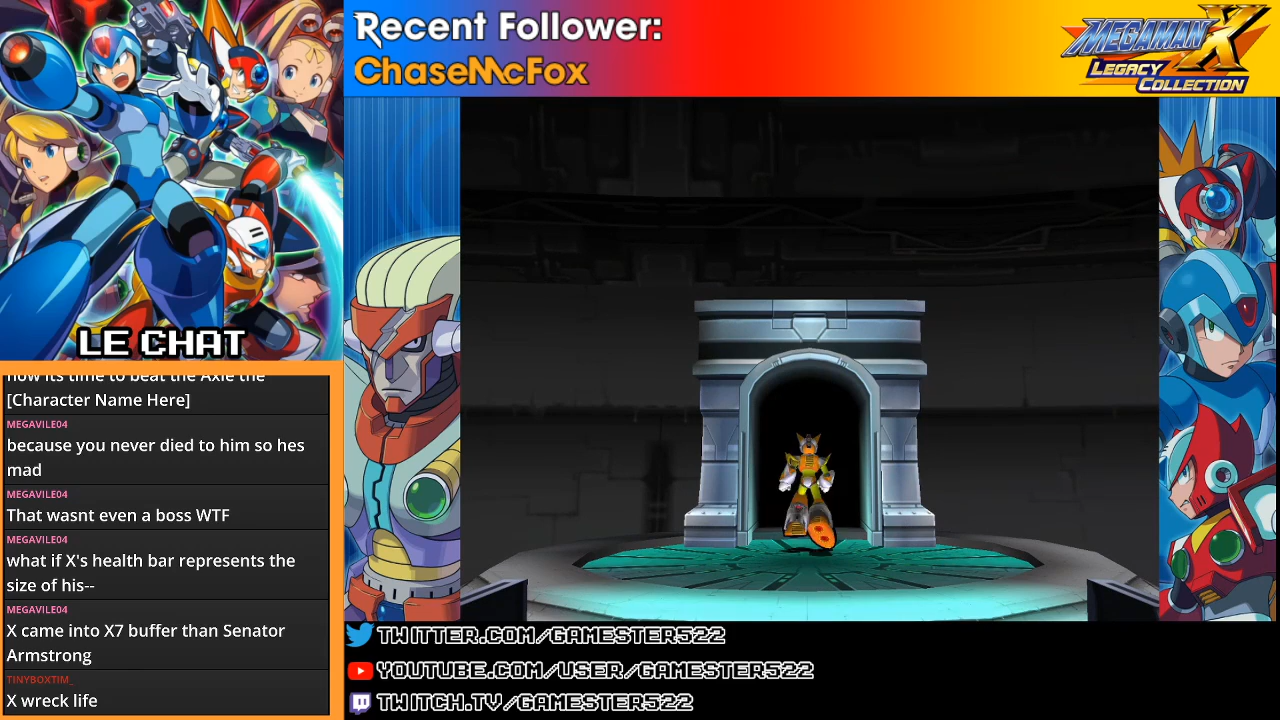 Recent Follower:
ChaseMcFox
MEGAMAN X
LEGACY
COLLECTION
LE CHAT
now its time to beat the Axle the
[Character Name Here]
MEGAVILE04
because you never died to him so hes
mad
MEGAVILE04
That wasnt even a boss WTF
MEGAVILE04
what if X's health bar represents the
size of his--
MEGAVILE04
X came into X7 buffer than Senator
Armstrong
TINYBOXTIM_
X wreck life
TWITTER.COM/GAMESTER522
YOUTUBE.COM/USER/GAMESTER522
TWITCH.TV/GAMESTER522